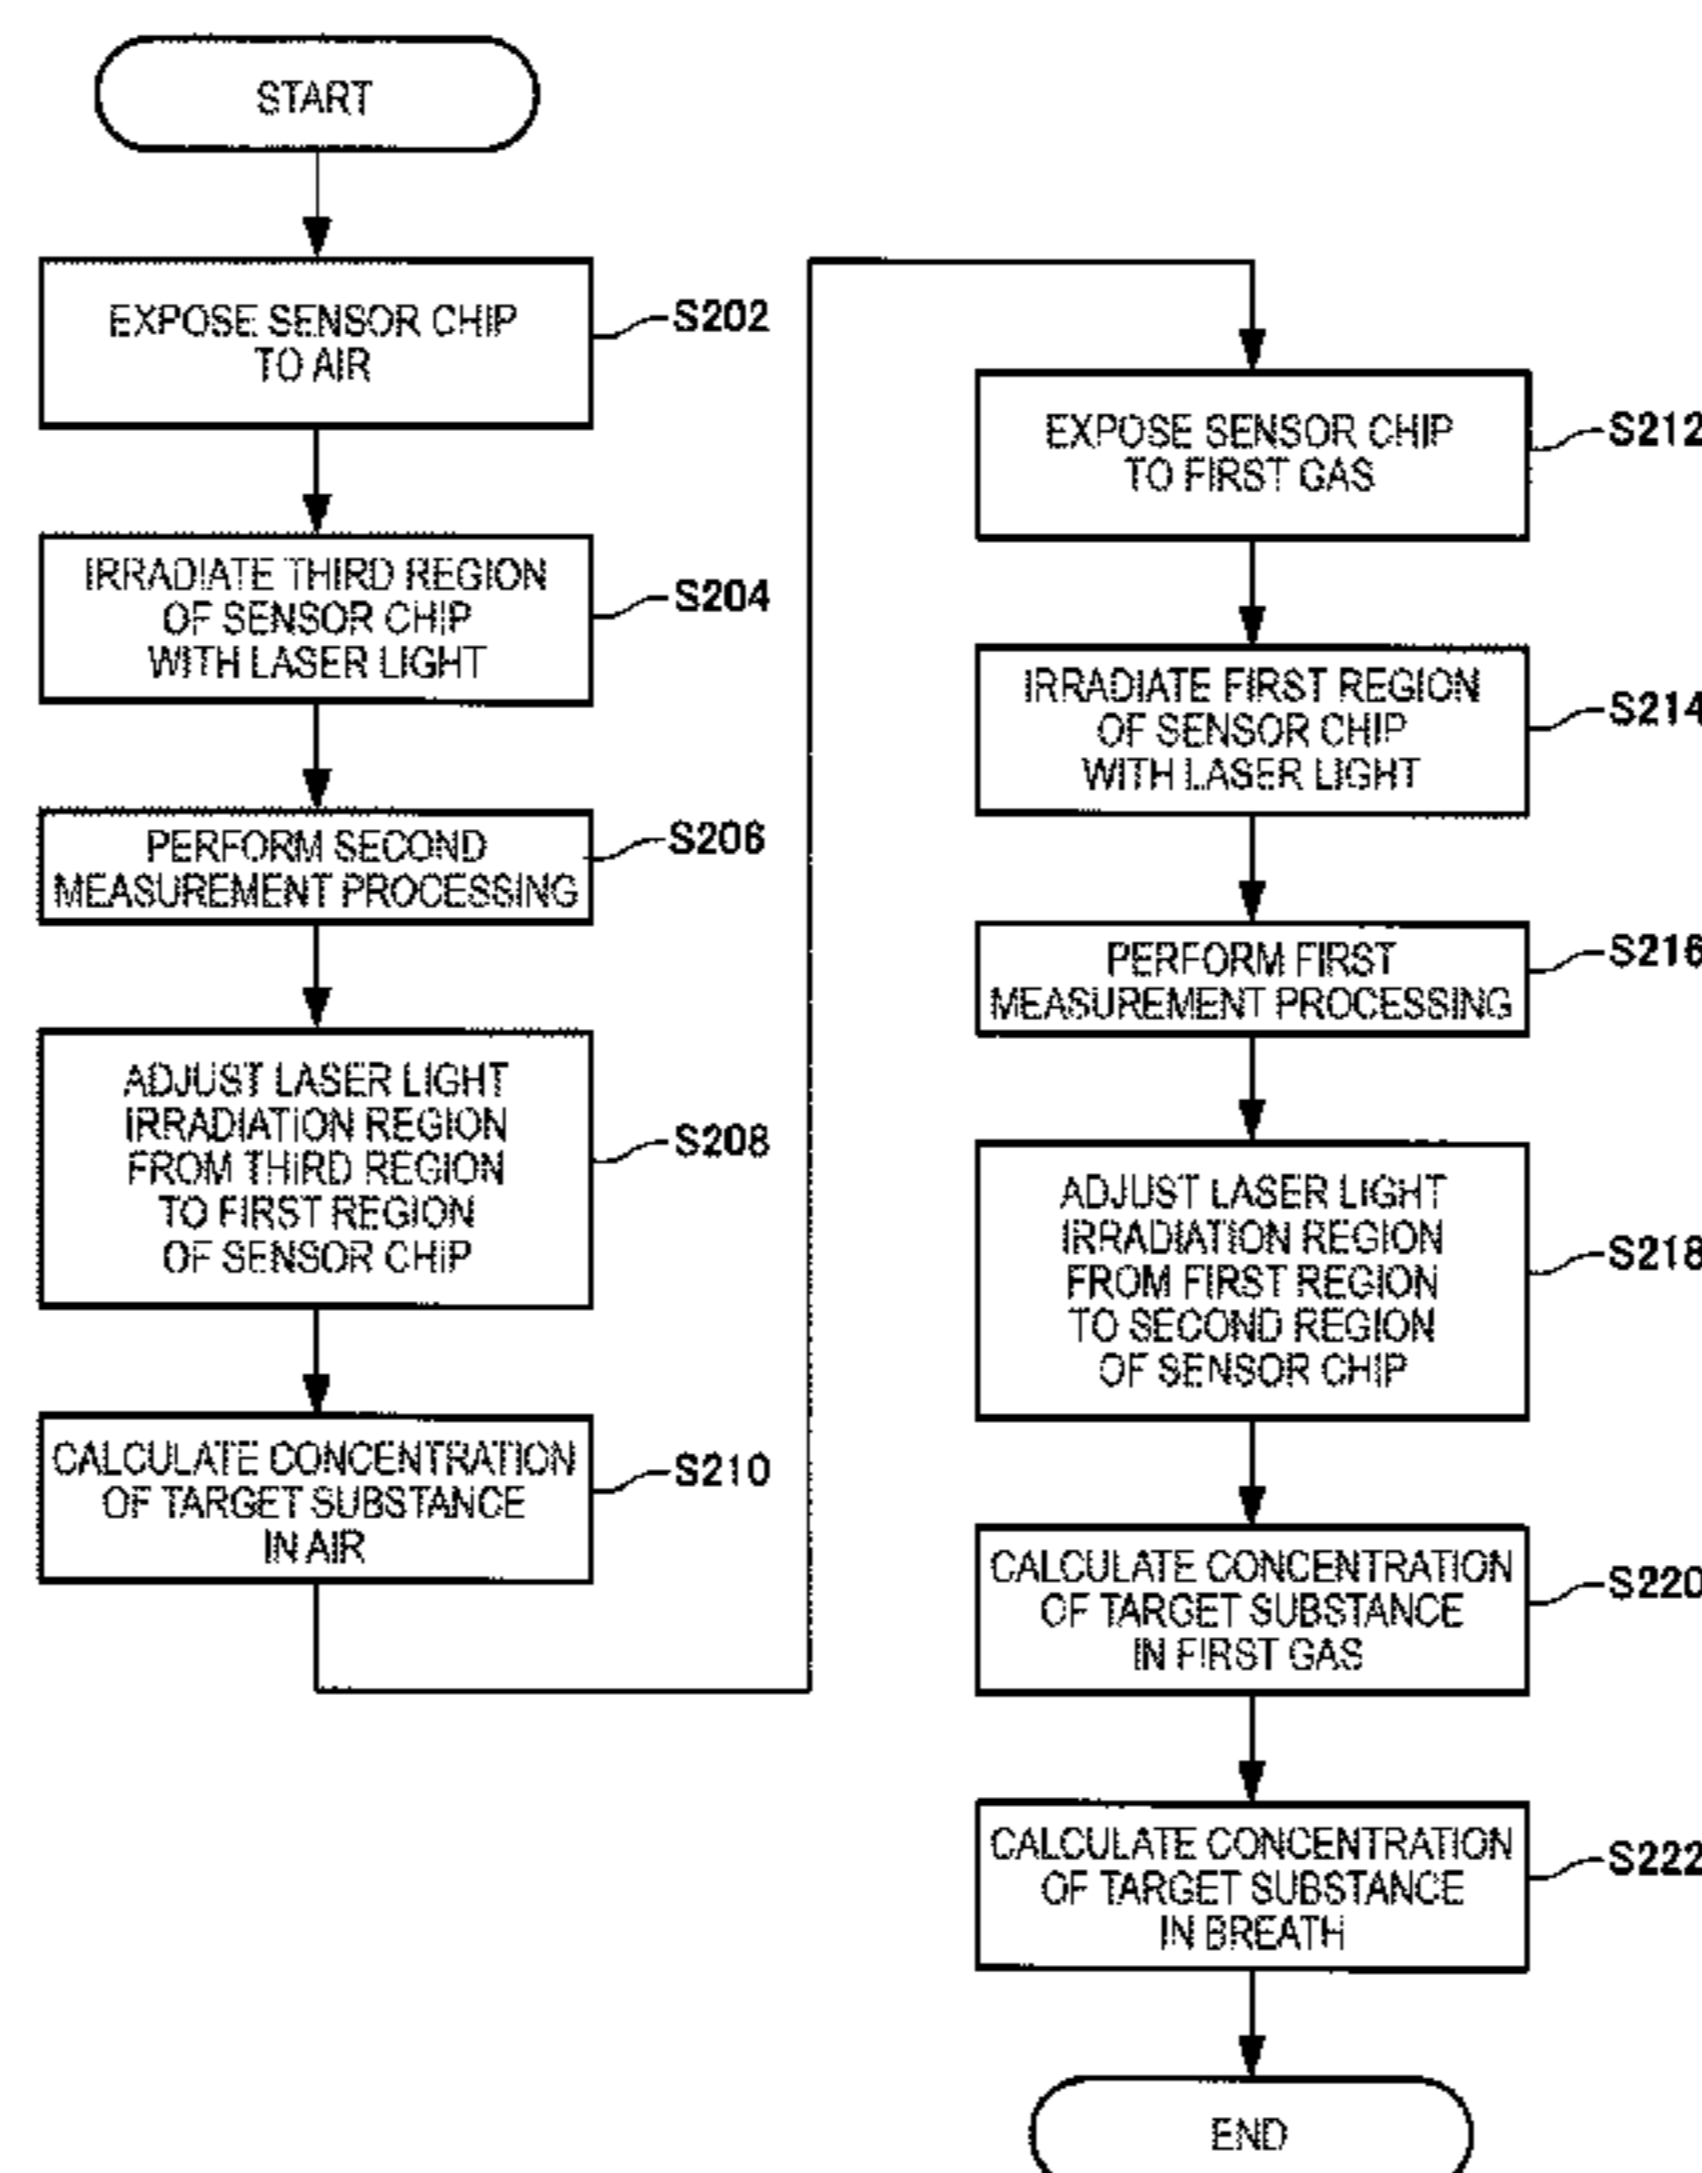 START
EXPOSE SENSOR CHIP
TO AIR
S202
IRRADIATE THIRD REGION
OF SENSOR CHIP
WITH LASER LIGHT
S204
PERFORM SECOND
MEASUREMENT PROCESSING
S206
ADJUST LASER LIGHT
IRRADIATION REGION
FROM THIRD REGION
TO FIRST REGION
OF SENSOR CHIP
S208
CALCULATE CONCENTRATION
OF TARGET SUBSTANCE
IN AIR
S210
EXPOSE SENSOR CHIP
TO FIRST GAS
S212
IRRADIATE FIRST REGION
OF SENSOR CHIP
WITH LASER LIGHT
S214
PERFORM FIRST
MEASUREMENT PROCESSING
S216
ADJUST LASER LIGHT
IRRADIATION REGION
FROM FIRST REGION
TO SECOND REGION
OF SENSOR CHIP
S218
CALCULATE CONCENTRATION
OF TARGET SUBSTANCE
IN FIRST GAS
S220
CALCULATE CONCENTRATION
OF TARGET SUBSTANCE
IN BREATH
S222
END